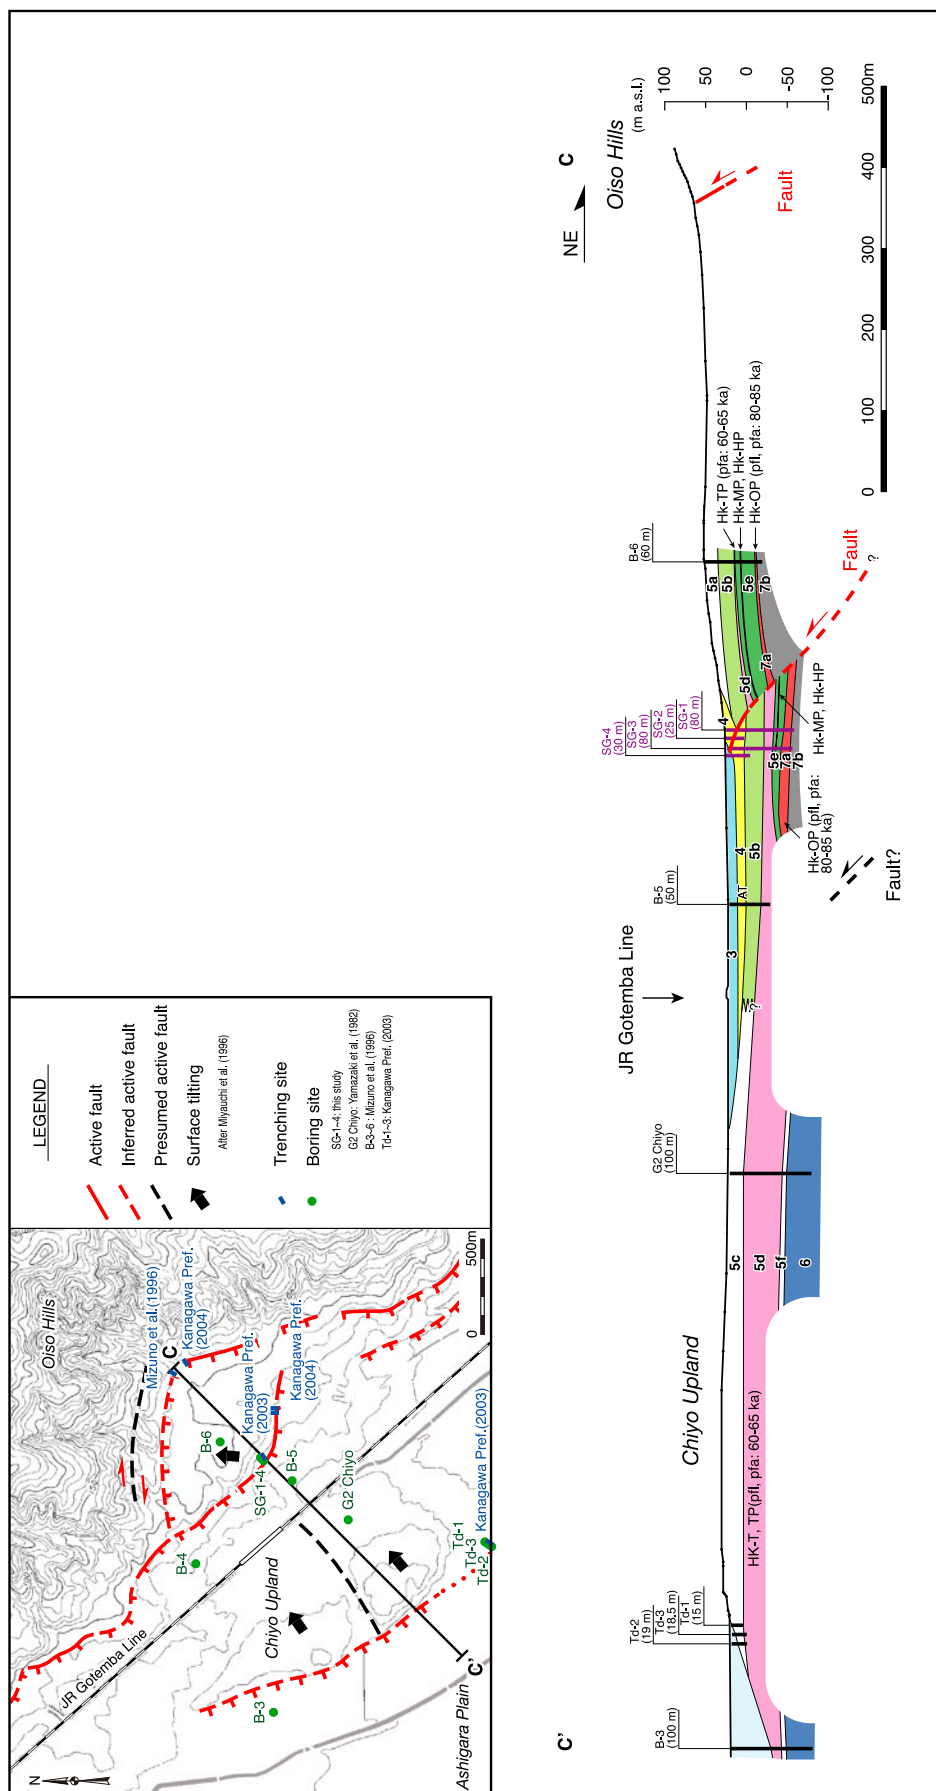 N
Oiso Hills
Mizuno et al.(1996)
C
Kanagawa Pref.
(2004)
B-6
Kanagawa Pref.
(2003)
Kanagawa Pref.
(2004)
SG-1-4
B-5
B-4
G2 Chiyo
JR Gotemba Line
Chiyo Upland
B-3
Td-1
Td-3
Td-2
Kanagawa Pref.(2003)
C'
Ashigara Plain
0
500m
LEGEND
Active fault
Inferred active fault
Presumed active fault
Surface tilting
After Miyauchi et al. (1996)
Trenching site
Boring site
SG-1~4: this study
G2 Chiyo: Yamazaki et al. (1982)
B-3~6 : Mizuno et al. (1996)
Td-1~3: Kanagawa Pref. (2003)
C'
NE
C
Oiso Hills
(m a.s.l.)
100
50
0
-50
-100
Chiyo Upland
JR Gotemba Line
B-3
(100 m)
Td-2
(19 m)
Td-3
(18.5 m)
Td-1
(15 m)
G2 Chiyo
(100 m)
B-5
(50 m)
SG-4
(30 m)
SG-3
(80 m)
SG-2
(25 m)
SG-1
(80 m)
B-6
(60 m)
HK-T, TP(pfl, pfa: 60-65 ka)
5c
5d
5f
6
3
4
AT
5b
?
4
5d
5e
7a
7b
5a
5b
5e
7b
7a
Hk-TP (pfa: 60-65 ka)
Hk-MP, Hk-HP
Hk-OP (pfl, pfa: 80-85 ka)
Hk-MP, Hk-HP
Hk-OP (pfl, pfa:
80-85 ka)
Fault?
Fault
?
Fault
0
100
200
300
400
500m